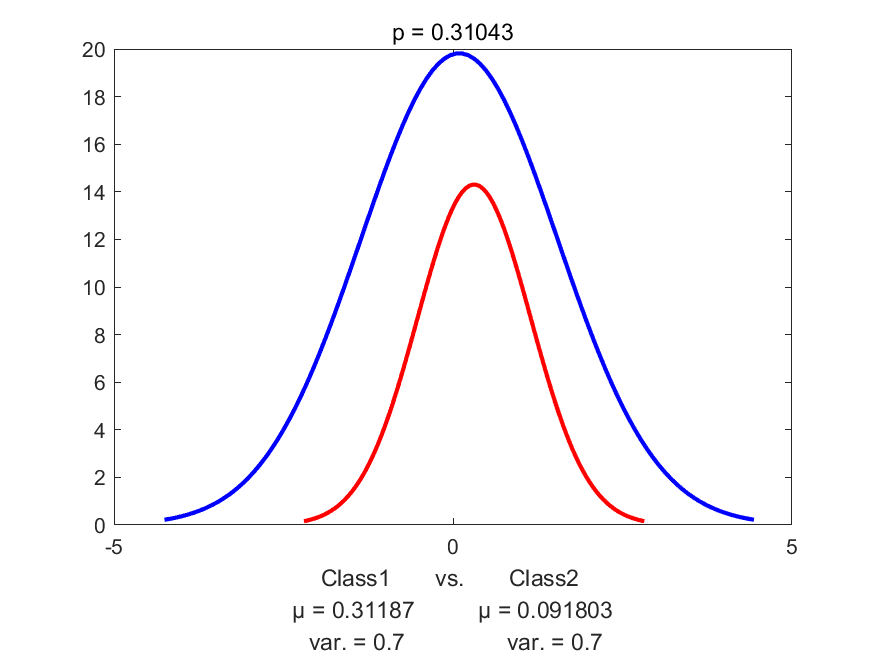 p = 0.31043
20
18
16
14
12
10
8
6
4
2
0
-5 0 5
Class1 vs. Class2
μ = 0.31187 μ = 0.091803
var. = 0.7 var. = 0.7